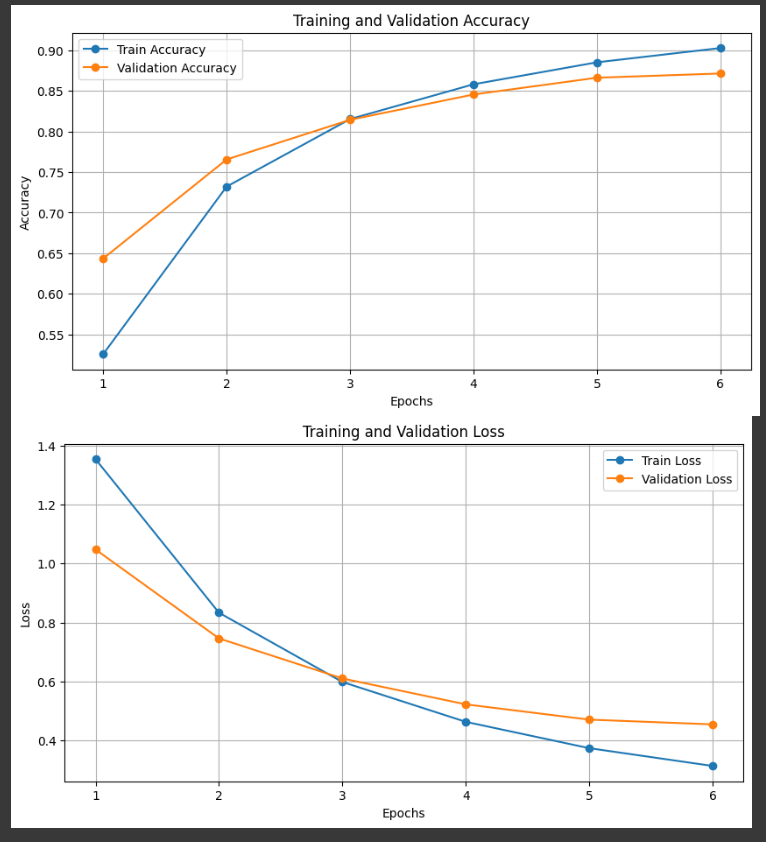 Training and Validation Accuracy
Train Accuracy
Validation Accuracy
0.90
0.85
0.80
0.75
0.70
0.65
0.60
0.55
Accuracy
1 2 3 4 5 6
Epochs
Training and Validation Loss
Train Loss
Validation Loss
1.4
1.2
1.0
0.8
0.6
0.4
Loss
1 2 3 4 5 6
Epochs